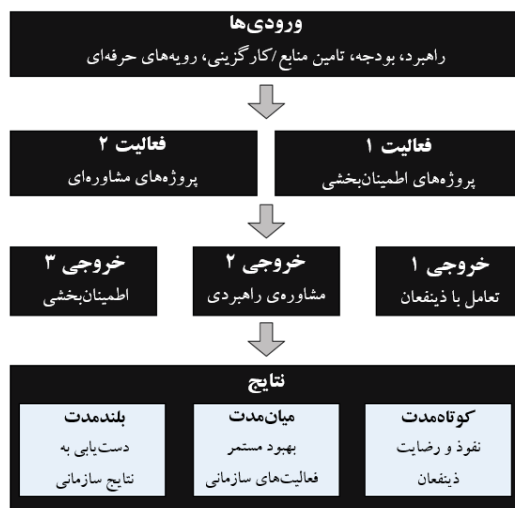 ورودی‌ها
راهبرد، بودجه، تامین منابع/کارگزینی، رویه‌های حرفه‌ای
فعالیت ۱
پروژه‌های اطمینان‌بخشی
فعالیت ۲
پروژه‌های مشاوره‌ای
خروجی ۱
تعامل با ذینفعان
خروجی ۲
مشاوره‌ی راهبردی
خروجی ۳
اطمینان‌بخشی
نتایج
کوتاه‌مدت
نفوذ و رضایت
ذینفعان
میان‌مدت
بهبود مستمر
فعالیت‌های سازمانی
بلندمدت
دست‌یابی به
نتایج سازمانی